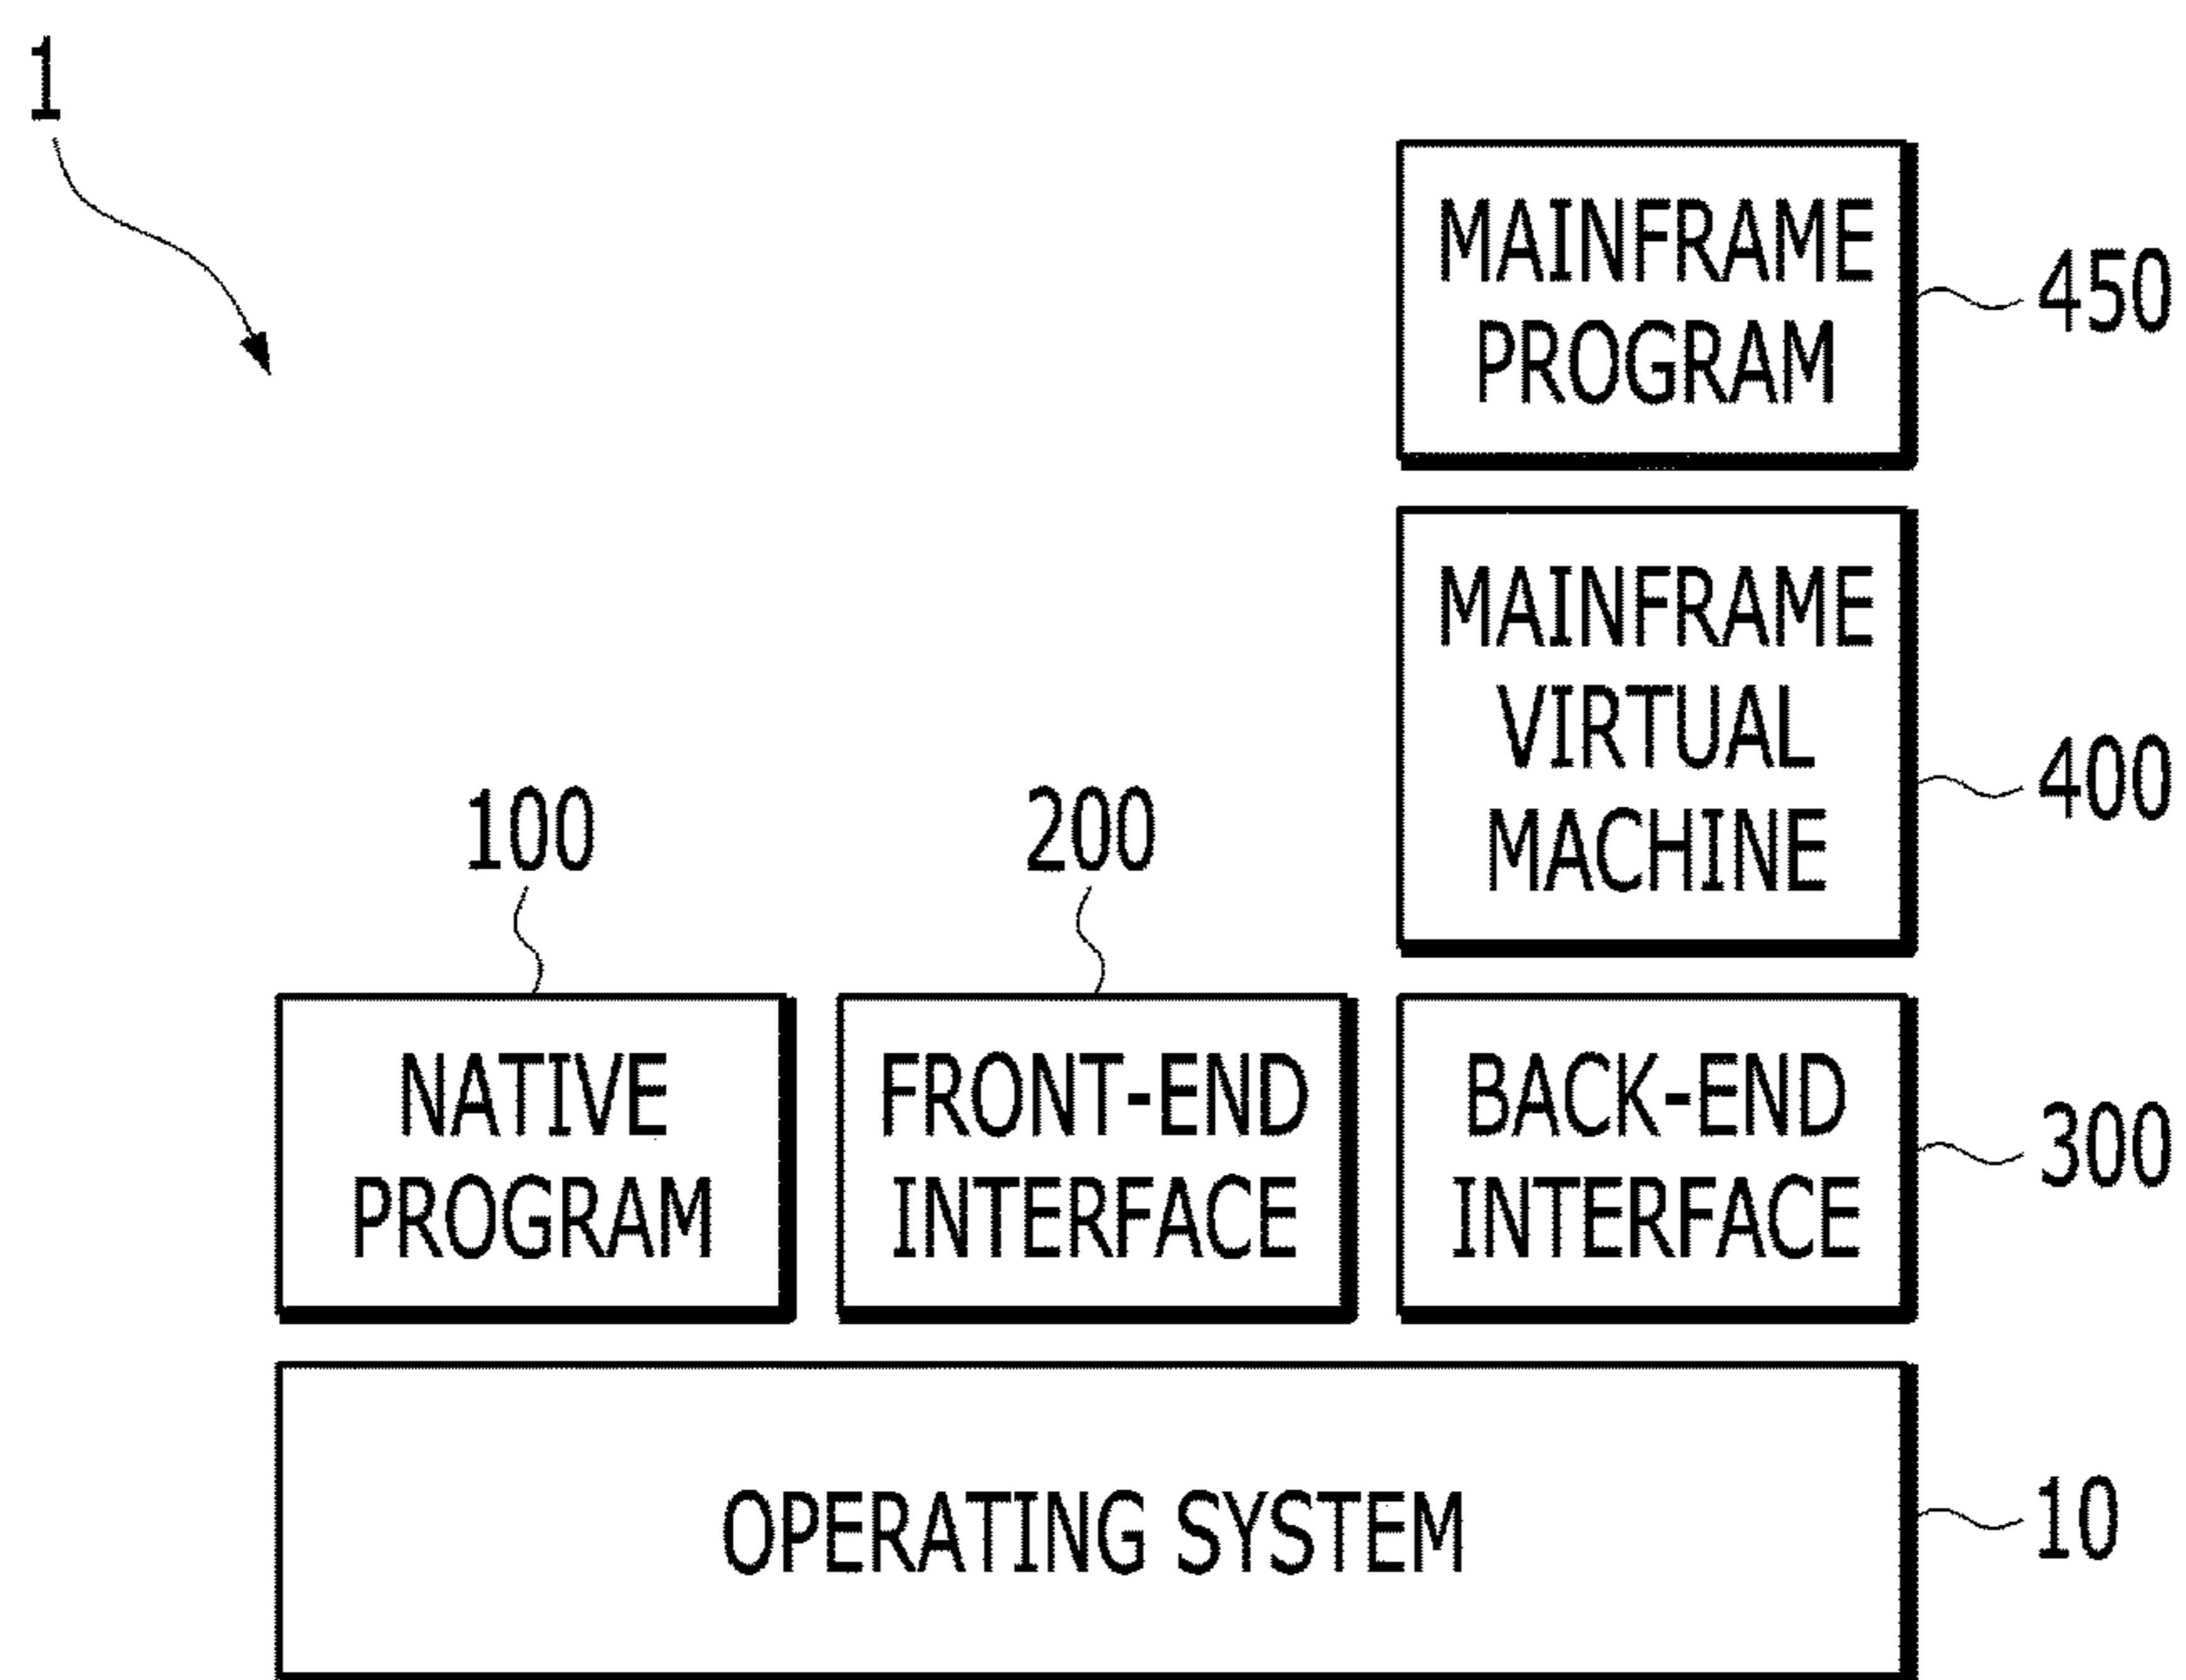 1
MAINFRAME
PROGRAM
450
MAINFRAME
VIRTUAL
MACHINE
400
100
200
NATIVE
PROGRAM
FRONT-END
INTERFACE
BACK-END
INTERFACE
300
OPERATING SYSTEM
10